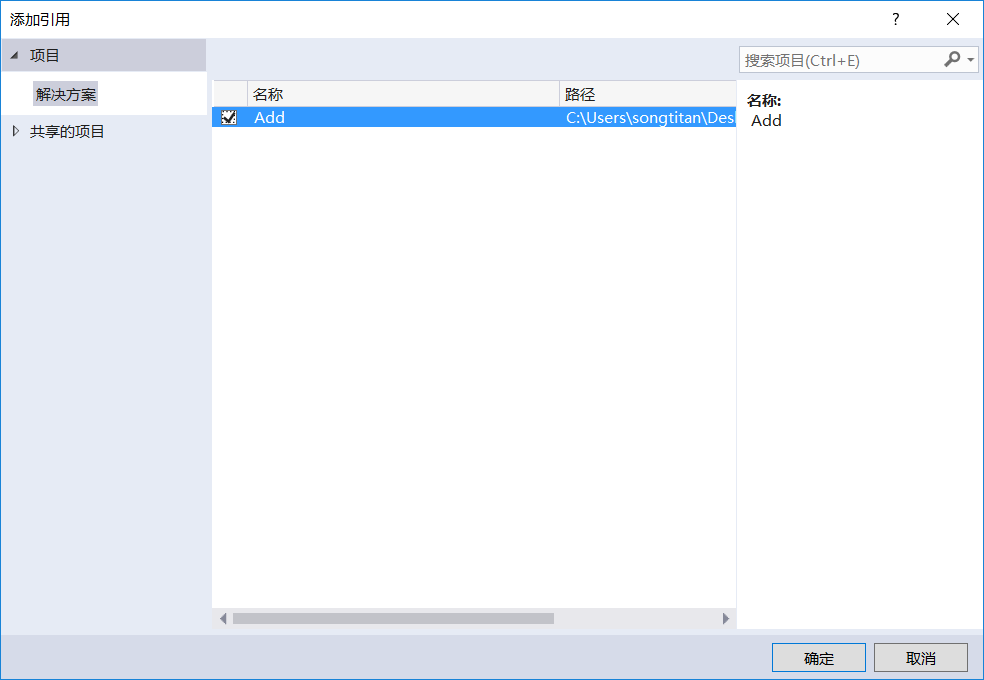 添加引用
?
项目
解决方案
共享的项目
搜索项目(Ctrl+E)
名称 路径
Add C:\Users\songtitan\Des
名称:
Add
确定 取消